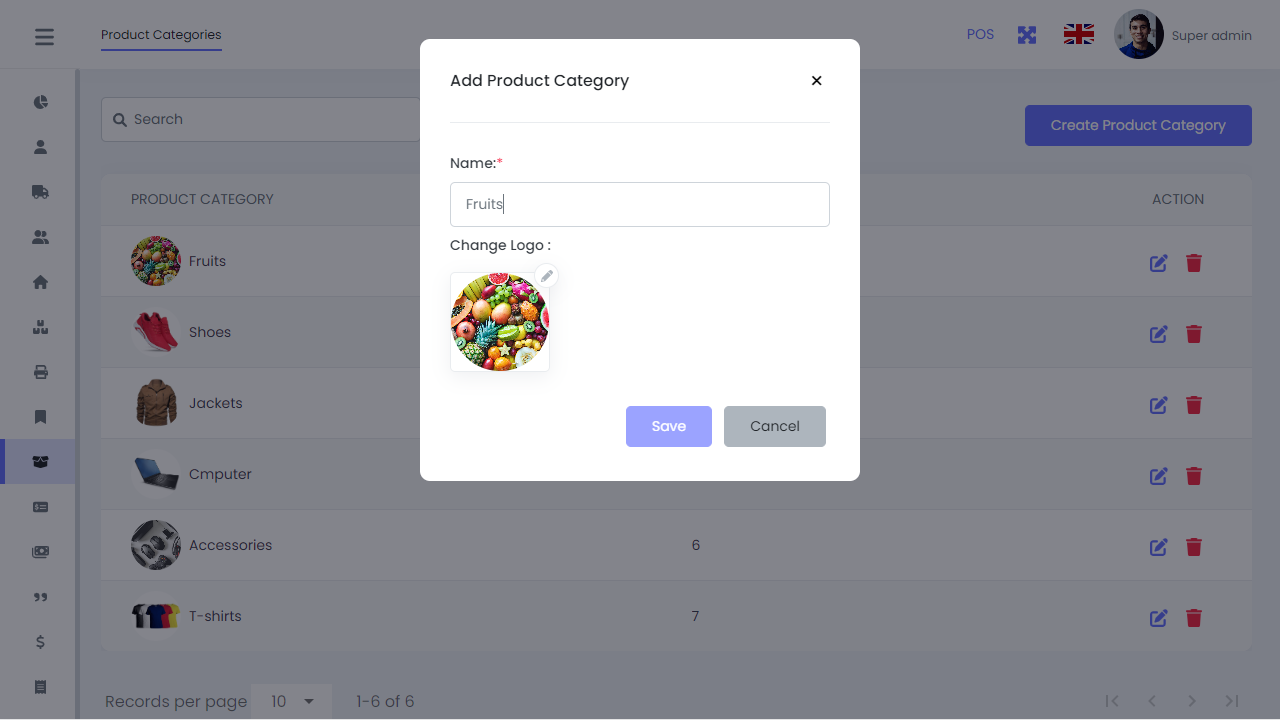 Product Categories
POS
Super admin
Search
Create Product Category
PRODUCT CATEGORY
ACTION
Fruits
Shoes
Jackets
Cmputer
Accessories
6
T-shirts
7
Records per page
10
1-6 of 6
Add Product Category
Name:*
Fruits
Change Logo :
Save
Cancel